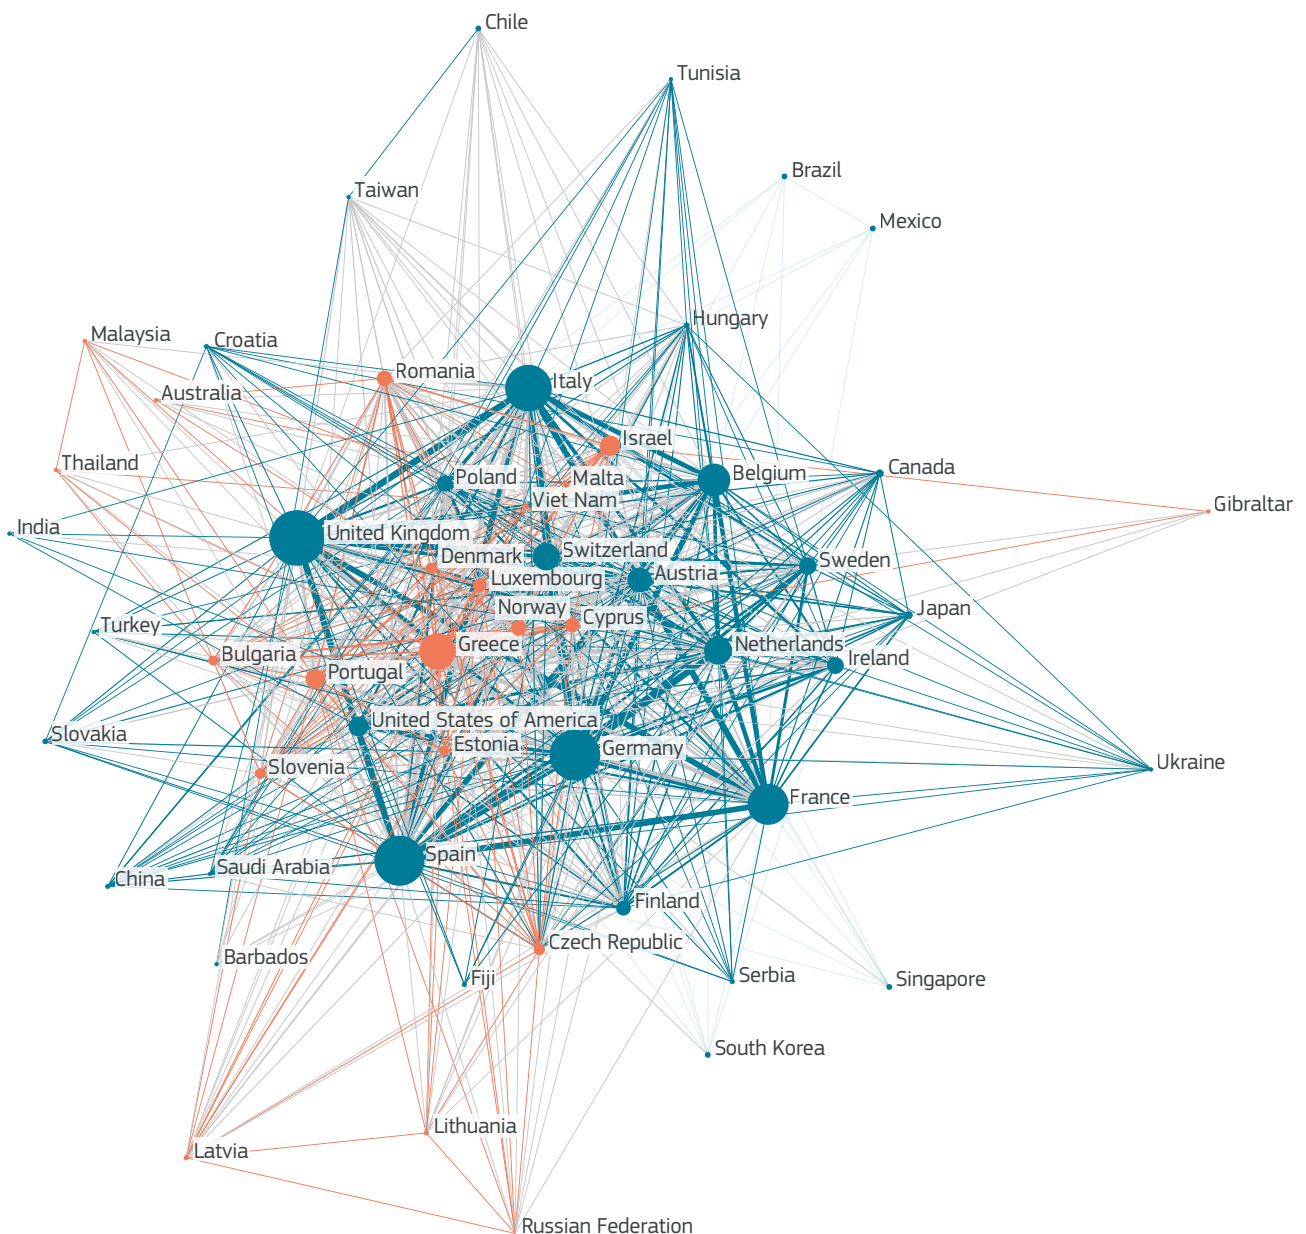 Chile
Tunisia
Brazil
Taiwan
Mexico
Hungary
Malaysia
Croatia
Romania
Italy
Australia
Israel
Thailand
Poland
Malta
Belgium
Canada
Viet Nam
Gibraltar
India
United Kingdom
Denmark
Switzerland
Sweden
Luxembourg
Austria
Norway
Cyprus
Japan
Turkey
Greece
Netherlands
Bulgaria
Ireland
Portugal
United States of America
Slovakia
Estonia
Germany
Slovenia
Ukraine
France
Spain
Saudi Arabia
China
Finland
Czech Republic
Barbados
Fiji
Serbia
Singapore
South Korea
Lithuania
Latvia
Russian Federation